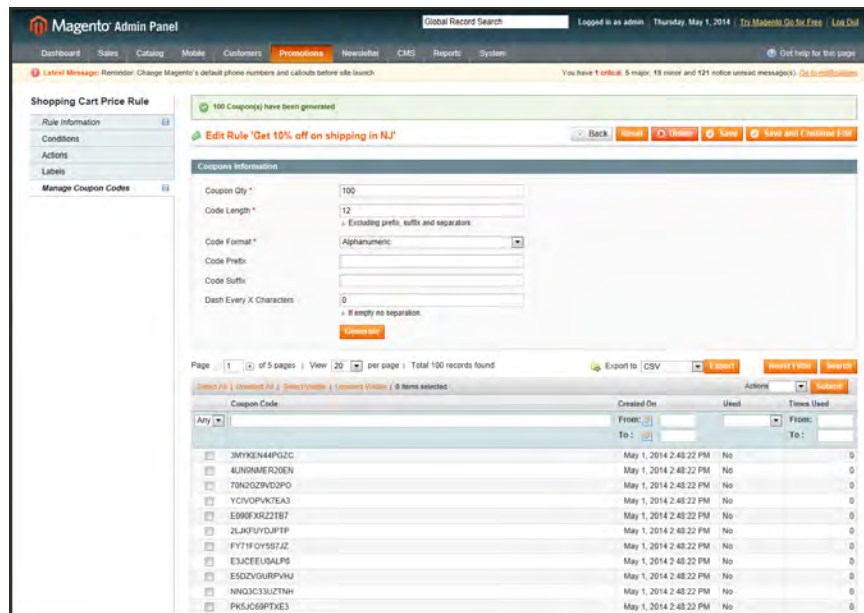 Magento Admin Panel
Global Record Search
Logged in as admin | Thursday, May 1, 2014 | Try Magento Go for Free | Log Out
Dashboard Sales Catalog Mobile Customers Promotions Newsletter CMS Reports System
Get help for this page
Latest Message: Reminder: Change Magento's default phone numbers and callouts before site launch
You have 1 critical, 5 major, 15 minor and 121 notice unread message(s). Go to notifications
Shopping Cart Price Rule
Rule Information
Conditions
Actions
Labels
Manage Coupon Codes
100 Coupon(s) have been generated
Edit Rule 'Get 10% off on shipping in NJ'
Back Reset Delete Save Save and Continue Edit
Coupons Information
Coupon Qty * 100
Code Length * 12
Excluding prefix, suffix and separators.
Code Format * Alphanumeric
Code Prefix
Code Suffix
Dash Every X Characters 0
If empty no separation.
Generate
Page 1 of 5 pages | View 20 per page | Total 100 records found
Export to: CSV Export Reset Filter Search
Select All | Unselect All | Select Visible | Unselect Visible | 0 items selected
Actions Submit
Coupon Code Created On Used Times Used
Any From: From:
To : To :
3MYKEN44PGZC May 1, 2014 2:48:22 PM No 0
4UN9NMER20EN May 1, 2014 2:48:22 PM No 0
70N2GZ9VD2PO May 1, 2014 2:48:22 PM No 0
YCIVOPVK7EA3 May 1, 2014 2:48:22 PM No 0
E090FXRZ2TB7 May 1, 2014 2:48:22 PM No 0
2LJKFUYDJPTP May 1, 2014 2:48:22 PM No 0
FY71FOY5S7JZ May 1, 2014 2:48:22 PM No 0
E3JCEEU0ALP6 May 1, 2014 2:48:22 PM No 0
E5DZVGURPVHJ May 1, 2014 2:48:22 PM No 0
NNQ3C33UZTNH May 1, 2014 2:48:22 PM No 0
PK5JC69PTXE3 May 1, 2014 2:48:22 PM No 0